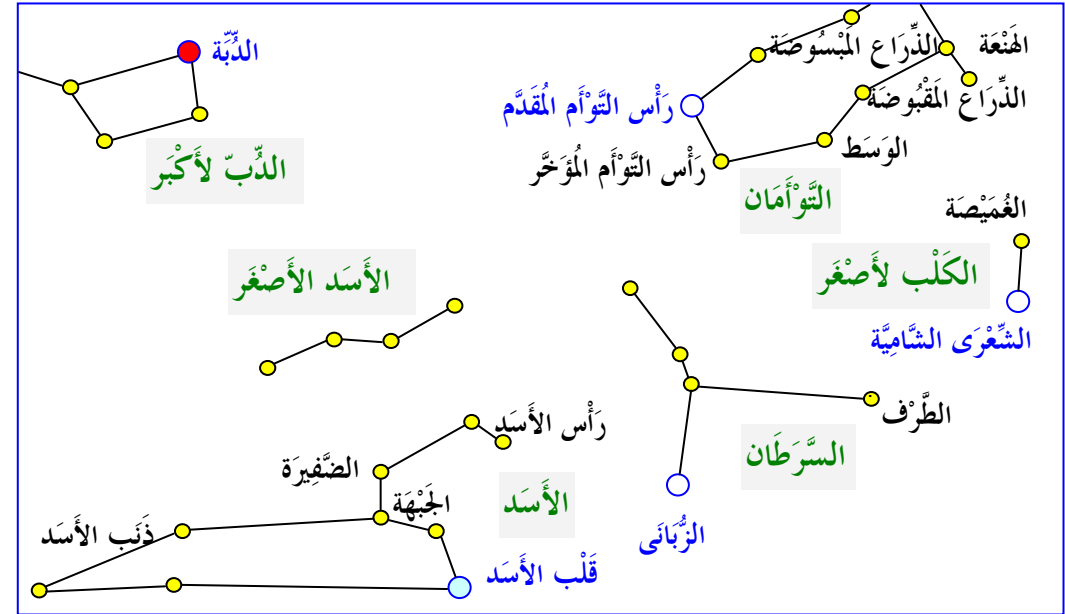 الدُّبَّة
الذِّرَاع المَبْسُوضَة
الهَنْعَة
الذِّرَاع المَقْبُوضَة
رَأْس التَّوْأَم المُقَدَّم
الوَسَط
رَأْس التَّوْأَم المُؤَخَّر
الدُّبّ لأَكْبَر
التَّوْأَمَان
الغُمَيْصَة
الكَلْب لأَصْغَر
الأَسَد الأَصْغَر
الشِّعْرَى الشَّامِيَّة
الطَّرْف
رَأْس الأَسَد
السَّرَطَان
الضَّفِيرَة
الأَسَد
الجَبْهَة
ذَنَب الأَسَد
الزُّبَانَى
قَلْب الأَسَد